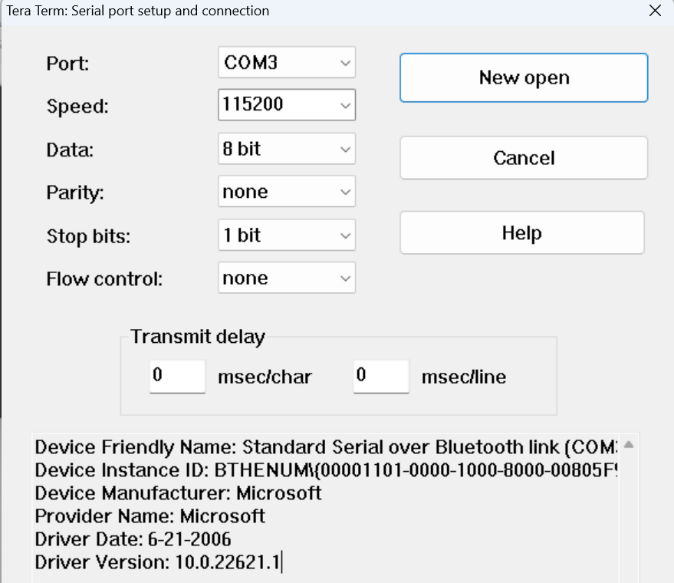 Tera Term: Serial port setup and connection
Port: COM3
New open
Speed: 115200
Data: 8 bit
Cancel
Parity: none
Stop bits: 1 bit
Help
Flow control: none
Transmit delay
0 msec/char 0 msec/line
Device Friendly Name: Standard Serial over Bluetooth link (COM
Device Instance ID: BTHENUM\{00001101-0000-1000-8000-00805F9
Device Manufacturer: Microsoft
Provider Name: Microsoft
Driver Date: 6-21-2006
Driver Version: 10.0.22621.1